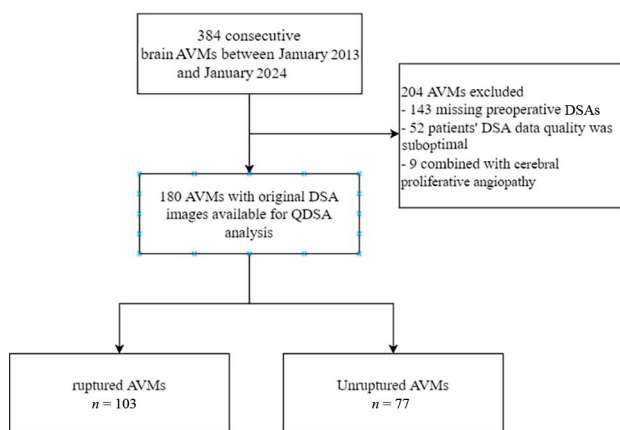 384 consecutive
brain AVMs between January 2013
and January 2024
204 AVMs excluded
- 143 missing preoperative DSAs
- 52 patients' DSA data quality was
suboptimal
- 9 combined with cerebral
proliferative angiopathy
180 AVMs with original DSA
images available for QDSA
analysis
ruptured AVMs
n = 103
Unruptured AVMs
n = 77